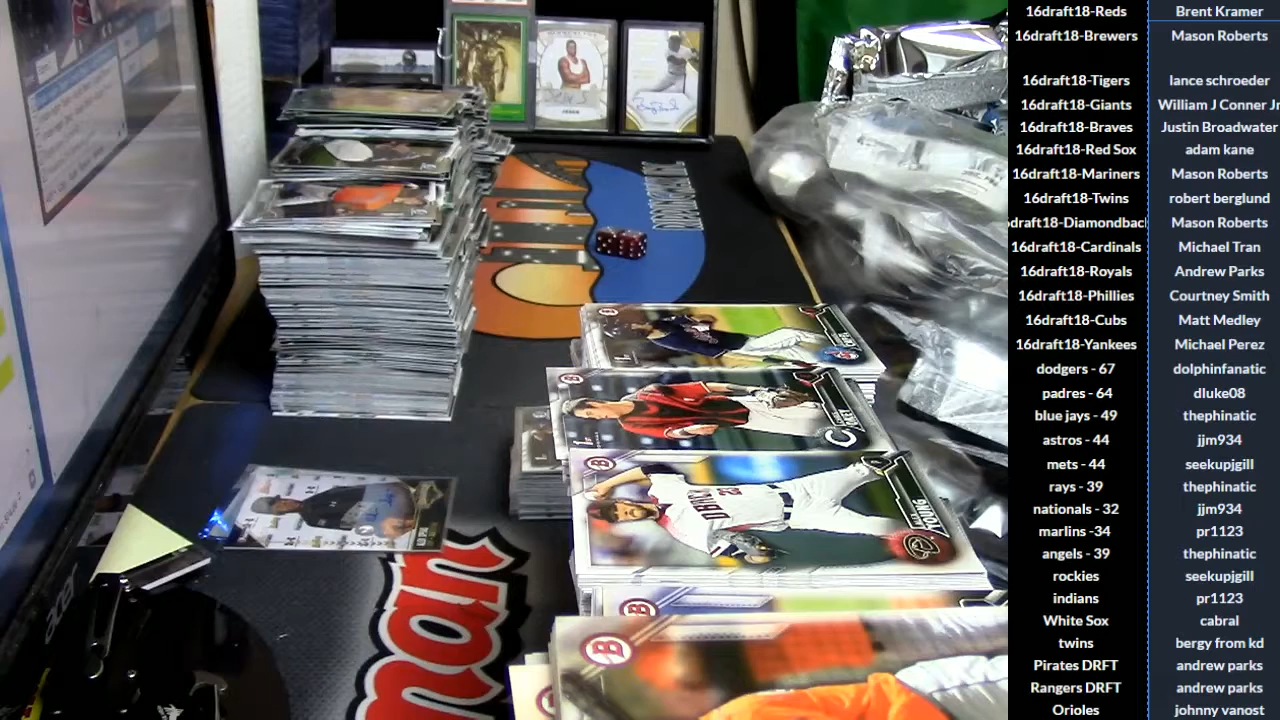 16draft18-Reds Brent Kramer
16draft18-Brewers Mason Roberts
16draft18-Tigers lance schroeder
16draft18-Giants William J Conner Jr
16draft18-Braves Justin Broadwater
16draft18-Red Sox adam kane
16draft18-Mariners Mason Roberts
16draft18-Twins robert berglund
draft18-Diamondback Mason Roberts
16draft18-Cardinals Michael Tran
16draft18-Royals Andrew Parks
16draft18-Phillies Courtney Smith
16draft18-Cubs Matt Medley
16draft18-Yankees Michael Perez
dodgers - 67 dolphinfanatic
padres - 64 dluke08
blue jays - 49 thephinatic
astros - 44 jjm934
mets - 44 seekupjgill
rays - 39 thephinatic
nationals - 32 jjm934
marlins -34 pr1123
angels - 39 thephinatic
rockies seekupjgill
indians pr1123
White Sox cabral
twins bergy from kd
Pirates DRFT andrew parks
Rangers DRFT andrew parks
Orioles johnny vanost
YOUNG
man